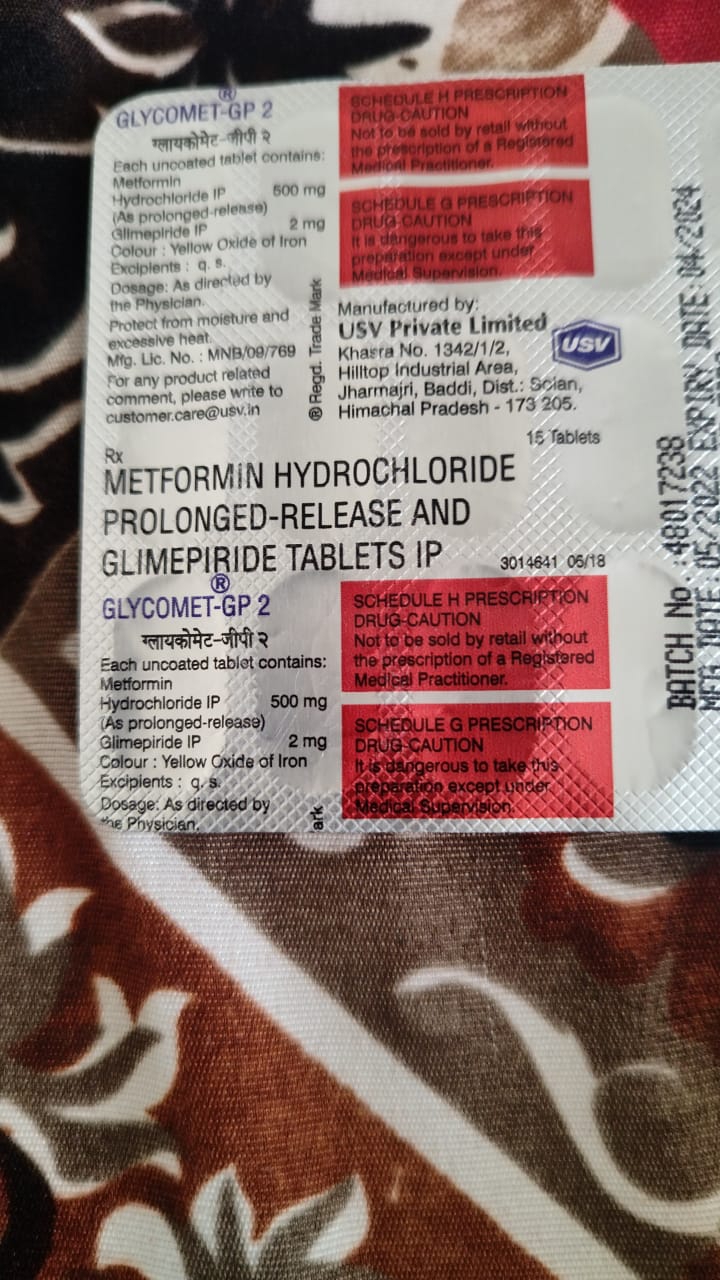 GLYCOMET®-GP 2
ग्लायकोमेट-जीपी २
Each uncoated tablet contains:
Metformin
Hydrochloride IP 500 mg
(As prolonged-release)
Glimepiride IP 2 mg
Colour : Yellow Oxide of Iron
Excipients : q. s.
Dosage: As directed by
the Physician.
Protect from moisture and
excessive heat.
Mfg. Lic. No. : MNB/09/769
For any product related
comment, please write to
customer.care@usv.in
® Regd. Trade Mark
SCHEDULE H PRESCRIPTION
DRUG-CAUTION
Not to be sold by retail without
the prescription of a Registered
Medical Practitioner.
SCHEDULE G PRESCRIPTION
DRUG-CAUTION
It is dangerous to take this
preparation except under
Medical Supervision.
Manufactured by:
USV Private Limited
Khasra No. 1342/1/2,
Hilltop Industrial Area,
Jharmajri, Baddi, Dist.: Solan,
Himachal Pradesh - 173 205.
USV
15 Tablets
Rx
METFORMIN HYDROCHLORIDE
PROLONGED-RELEASE AND
GLIMEPIRIDE TABLETS IP
3014641 06/18
GLYCOMET®-GP 2
ग्लायकोमेट-जीपी २
Each uncoated tablet contains:
Metformin
Hydrochloride IP 500 mg
(As prolonged-release)
Glimepiride IP 2 mg
Colour : Yellow Oxide of Iron
Excipients : q. s.
Dosage: As directed by
the Physician.
ark
SCHEDULE H PRESCRIPTION
DRUG-CAUTION
Not to be sold by retail without
the prescription of a Registered
Medical Practitioner.
SCHEDULE G PRESCRIPTION
DRUG-CAUTION
It is dangerous to take this
preparation except under
Medical Supervision.
BATCH No.:48017238
MFG DATE:05/2022 EXPIRY DATE:04/2024